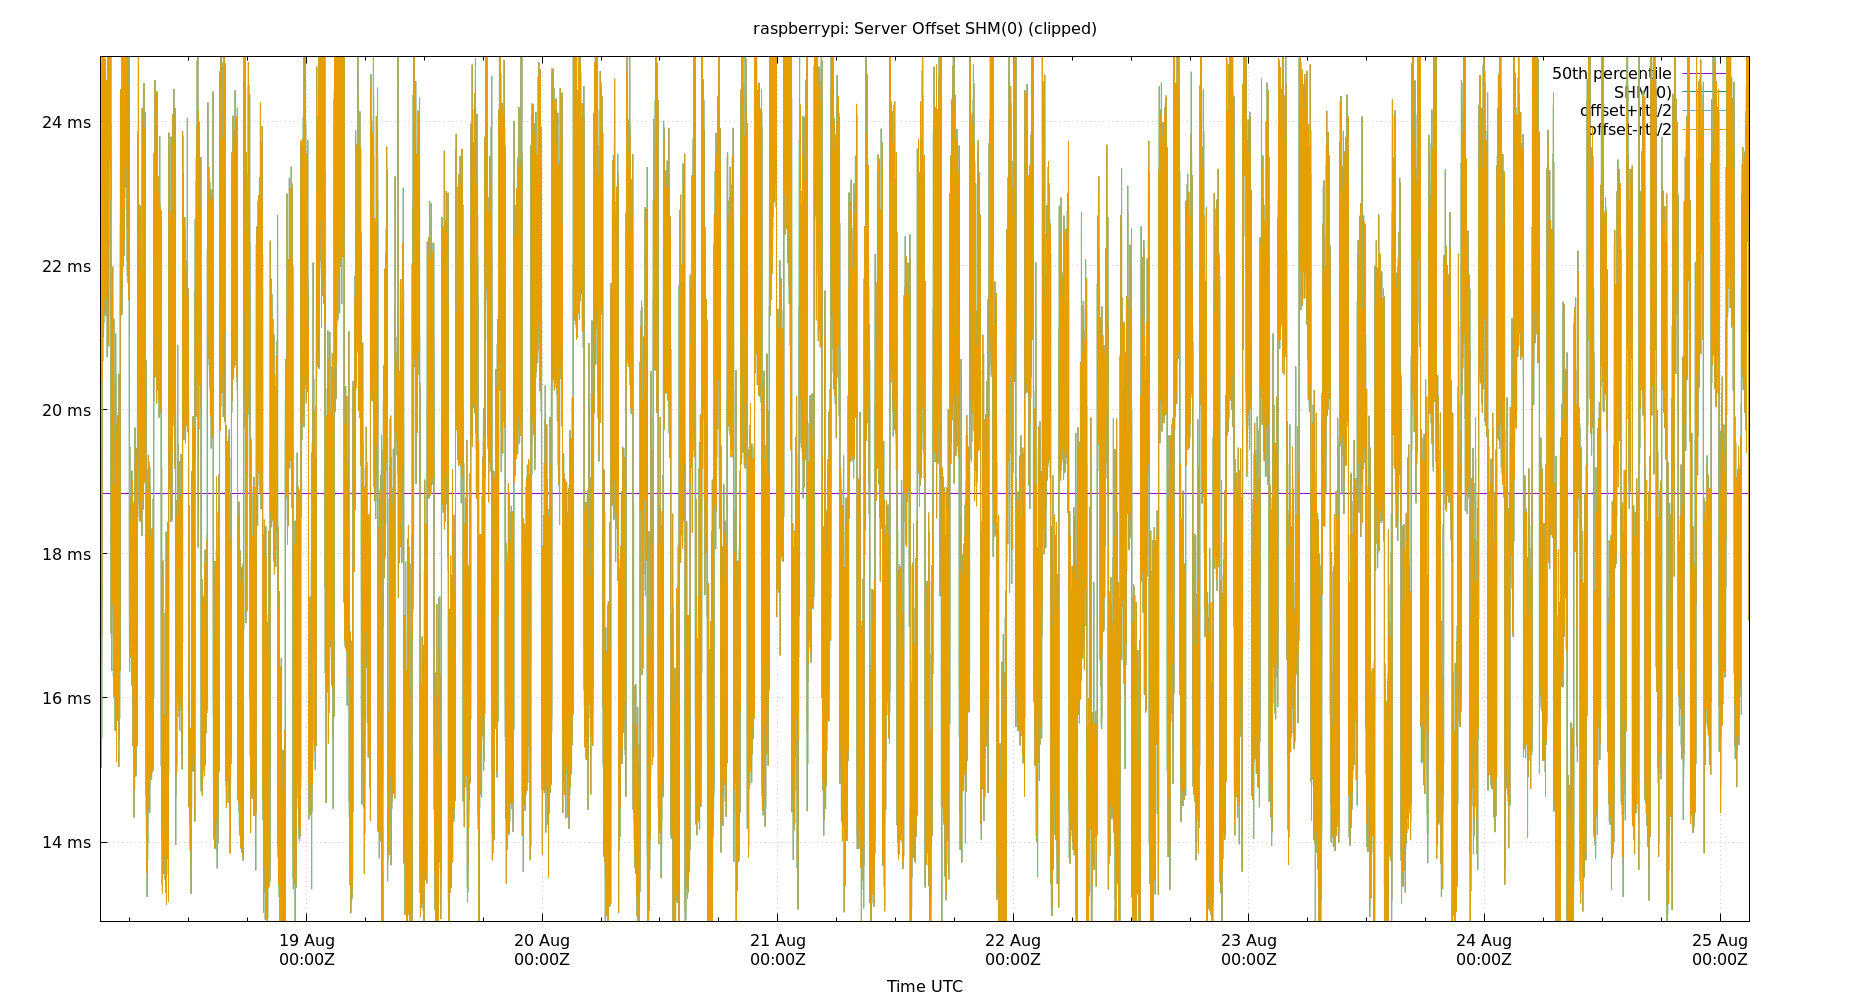 raspberrypi: Server Offset SHM(0) (clipped)
50th percentile
SHM(0)
offset+rtt/2
offset-rtt/2
24 ms
22 ms
20 ms
18 ms
16 ms
14 ms
19 Aug 20 Aug 21 Aug 22 Aug 23 Aug 24 Aug 25 Aug
00:00Z 00:00Z 00:00Z 00:00Z 00:00Z 00:00Z 00:00Z
Time UTC